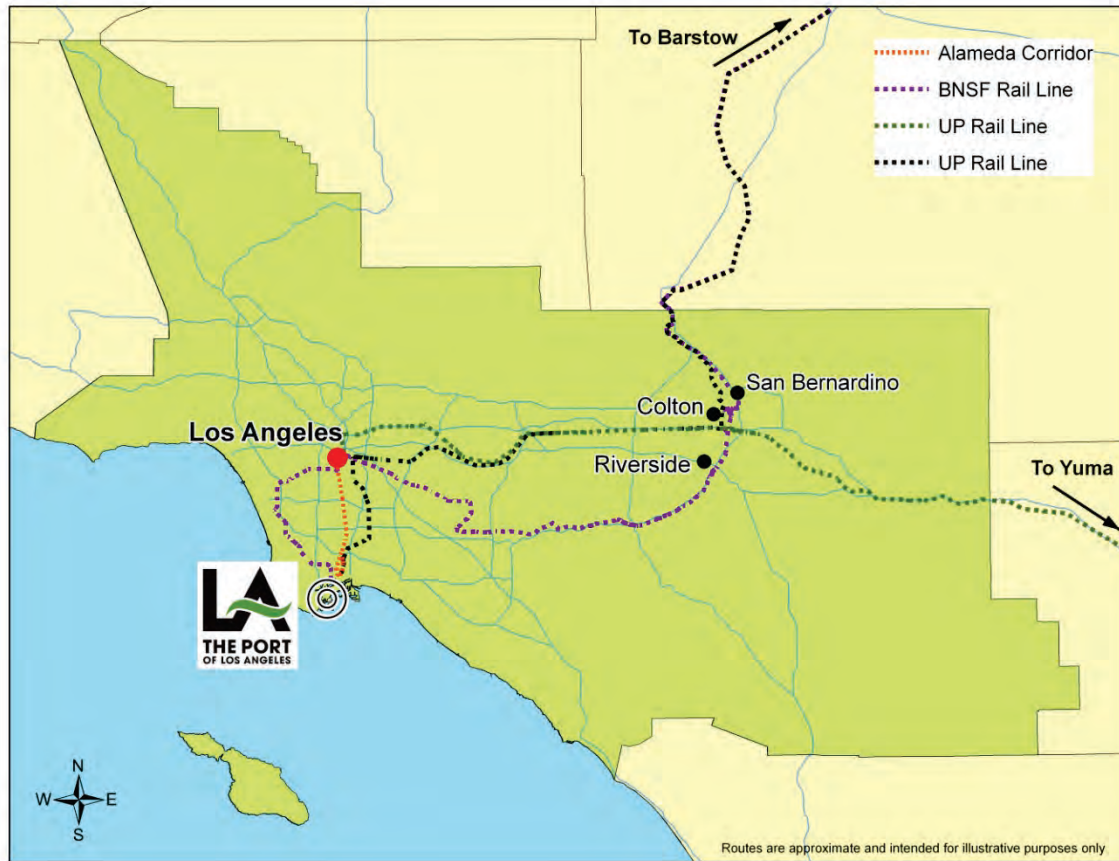 To Barstow
Alameda Corridor
BNSF Rail Line
UP Rail Line
UP Rail Line
San Bernardino
Colton
Los Angeles
Riverside
To Yuma
LA
THE PORT
OF LOS ANGELES
N
W E
S
Routes are approximate and intended for illustrative purposes only